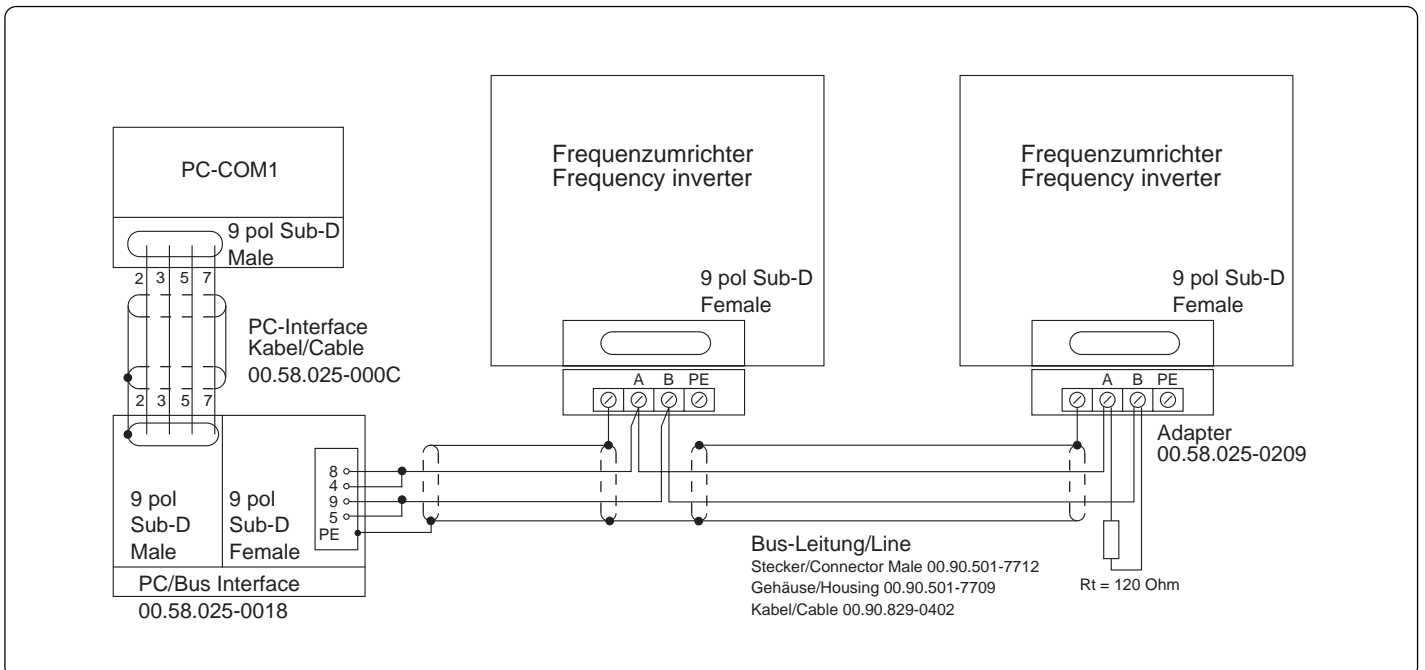 PC-COM1
9 pol Sub-D
Male
2 3 5 7
PC-Interface
Kabel/Cable
00.58.025-000C
2 3 5 7
9 pol
Sub-D
Male
9 pol
Sub-D
Female
8
4
9
5
PE
PC/Bus Interface
00.58.025-0018
Frequenzumrichter
Frequency inverter
9 pol Sub-D
Female
A B PE
Frequenzumrichter
Frequency inverter
9 pol Sub-D
Female
A B PE
Adapter
00.58.025-0209
Bus-Leitung/Line
Stecker/Connector Male 00.90.501-7712
Gehäuse/Housing 00.90.501-7709
Kabel/Cable 00.90.829-0402
Rt = 120 Ohm